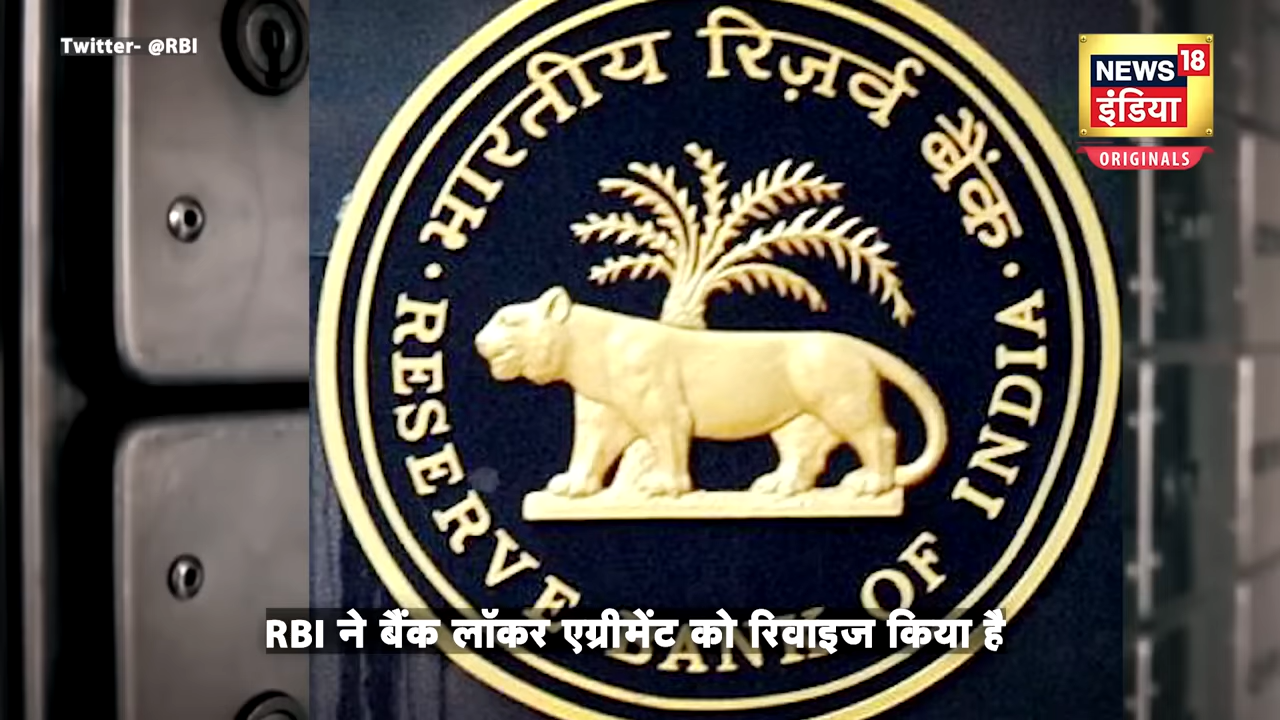 Twitter- @RBI
NEWS 18
इंडिया
ORIGINALS
भारतीय रिज़र्व बैंक
RESERVE BANK OF INDIA
RBI ने बैंक लॉकर एग्रीमेंट को रिवाइज किया है